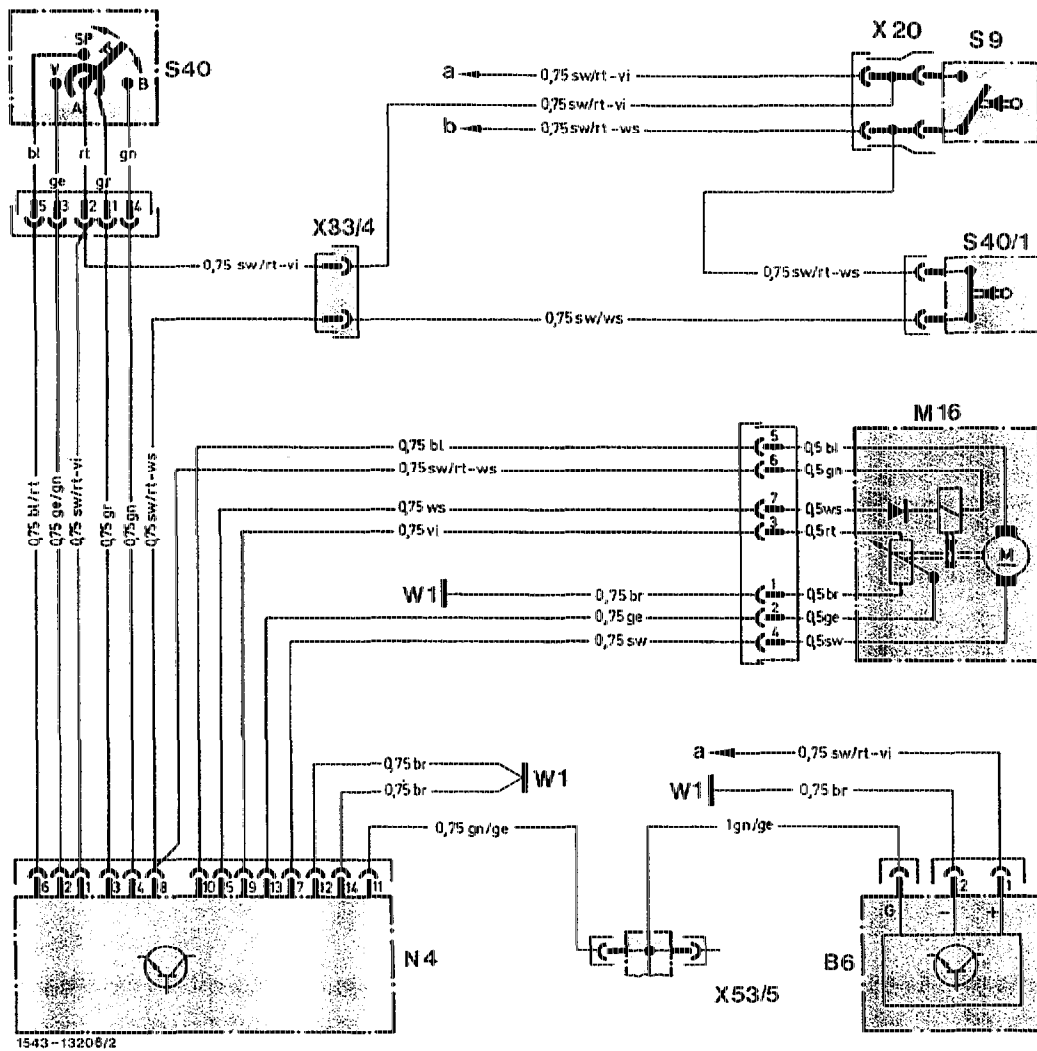 SP
V
B
A
S40
bl
rt
gn
ge
gr
5 3 2 1 4
X33/4
0,75 sw/rt-vi
a
0,75 sw/rt-vi
0,75 sw/rt-vi
b
0,75 sw/rt-ws
X 20
S 9
S 40/1
0,75 sw/rt-ws
0,75 sw/ws
M 16
0,75 bl
5
0,5 bl
0,75 sw/rt-ws
6
0,5 gn
0,75 ws
7
0,5 ws
0,75 vi
3
0,5 rt
W1
0,75 br
1
0,5 br
0,75 ge
2
0,5 ge
0,75 sw
4
0,5 sw
M
0,75 bl/rt
0,75 ge/gn
0,75 sw/rt-vi
0,75 gr
0,75 gn
0,75 sw/rt-ws
0,75 br
0,75 br
W1
0,75 gn/ge
a
0,75 sw/rt-vi
W1
0,75 br
1 gn/ge
6 2 1 3 4 8 10 5 9 13 7 12 14 11
N 4
X53/5
2 1
G - +
B6
1543-13206/2